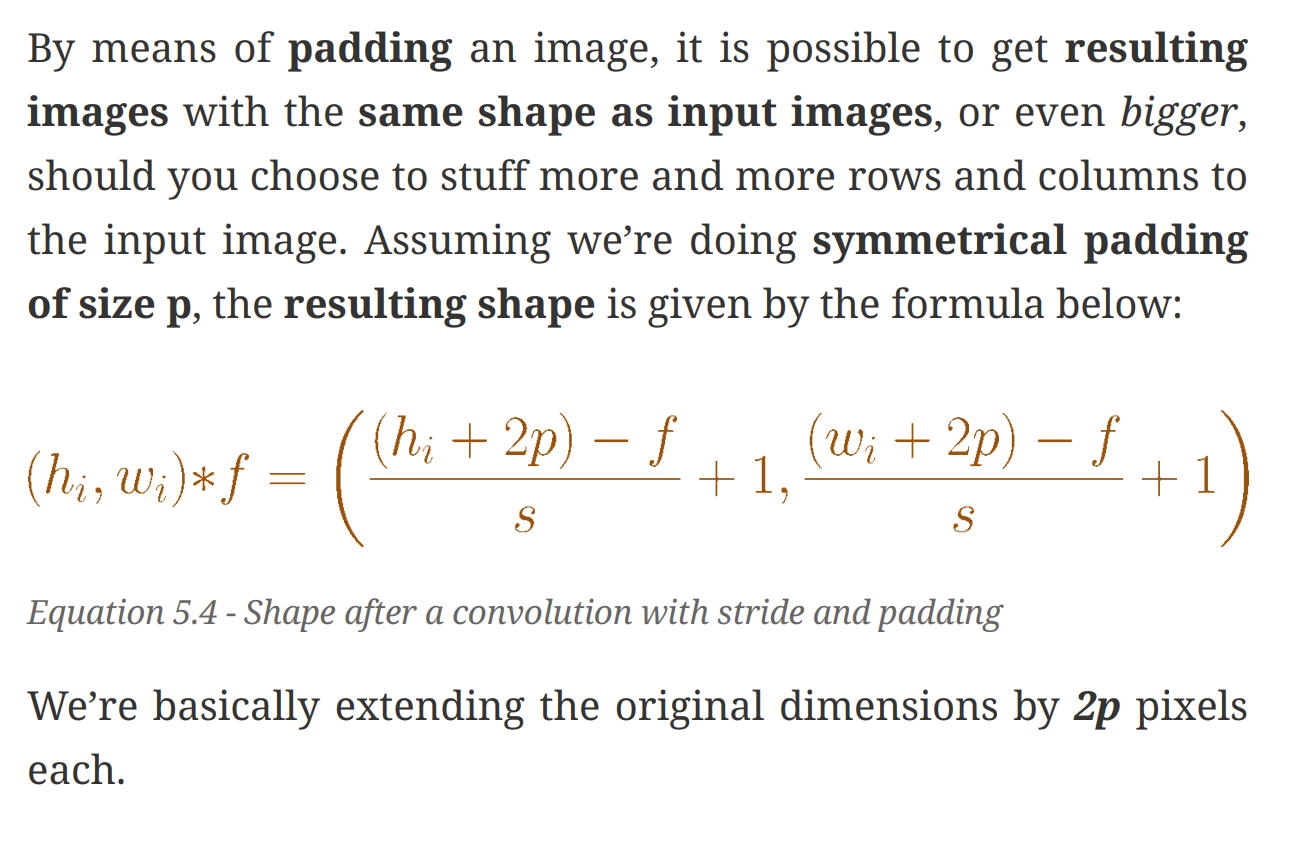 By means of padding an image, it is possible to get resulting
images with the same shape as input images, or even bigger,
should you choose to stuff more and more rows and columns to
the input image. Assuming we’re doing symmetrical padding
of size p, the resulting shape is given by the formula below:
(h_i, w_i) * f = ( ((h_i + 2p) − f)/s + 1, ((w_i + 2p) − f)/s + 1 )
Equation 5.4 - Shape after a convolution with stride and padding
We’re basically extending the original dimensions by 2p pixels
each.